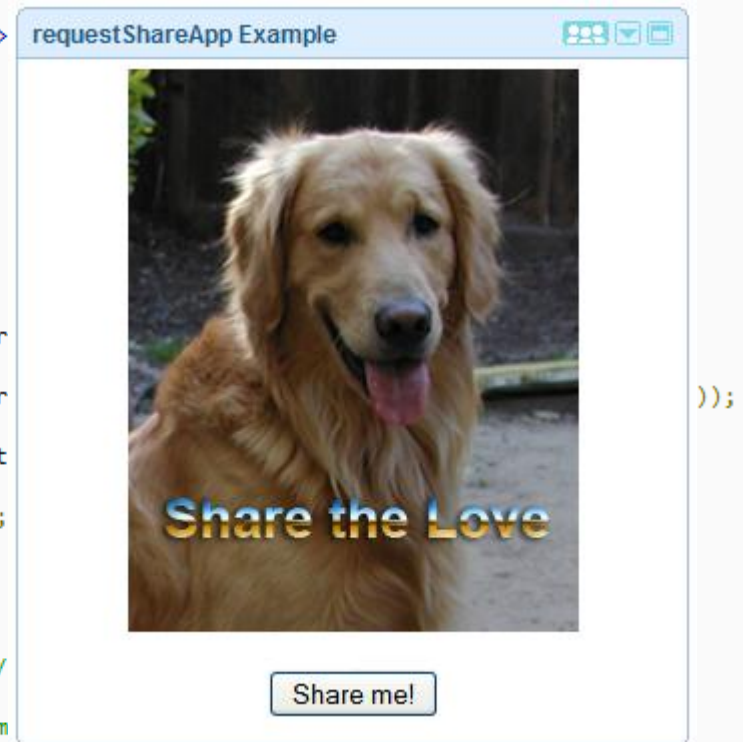 >
requestShareApp Example
r
r
));
t
;
Share the Love
/
Share me!
m